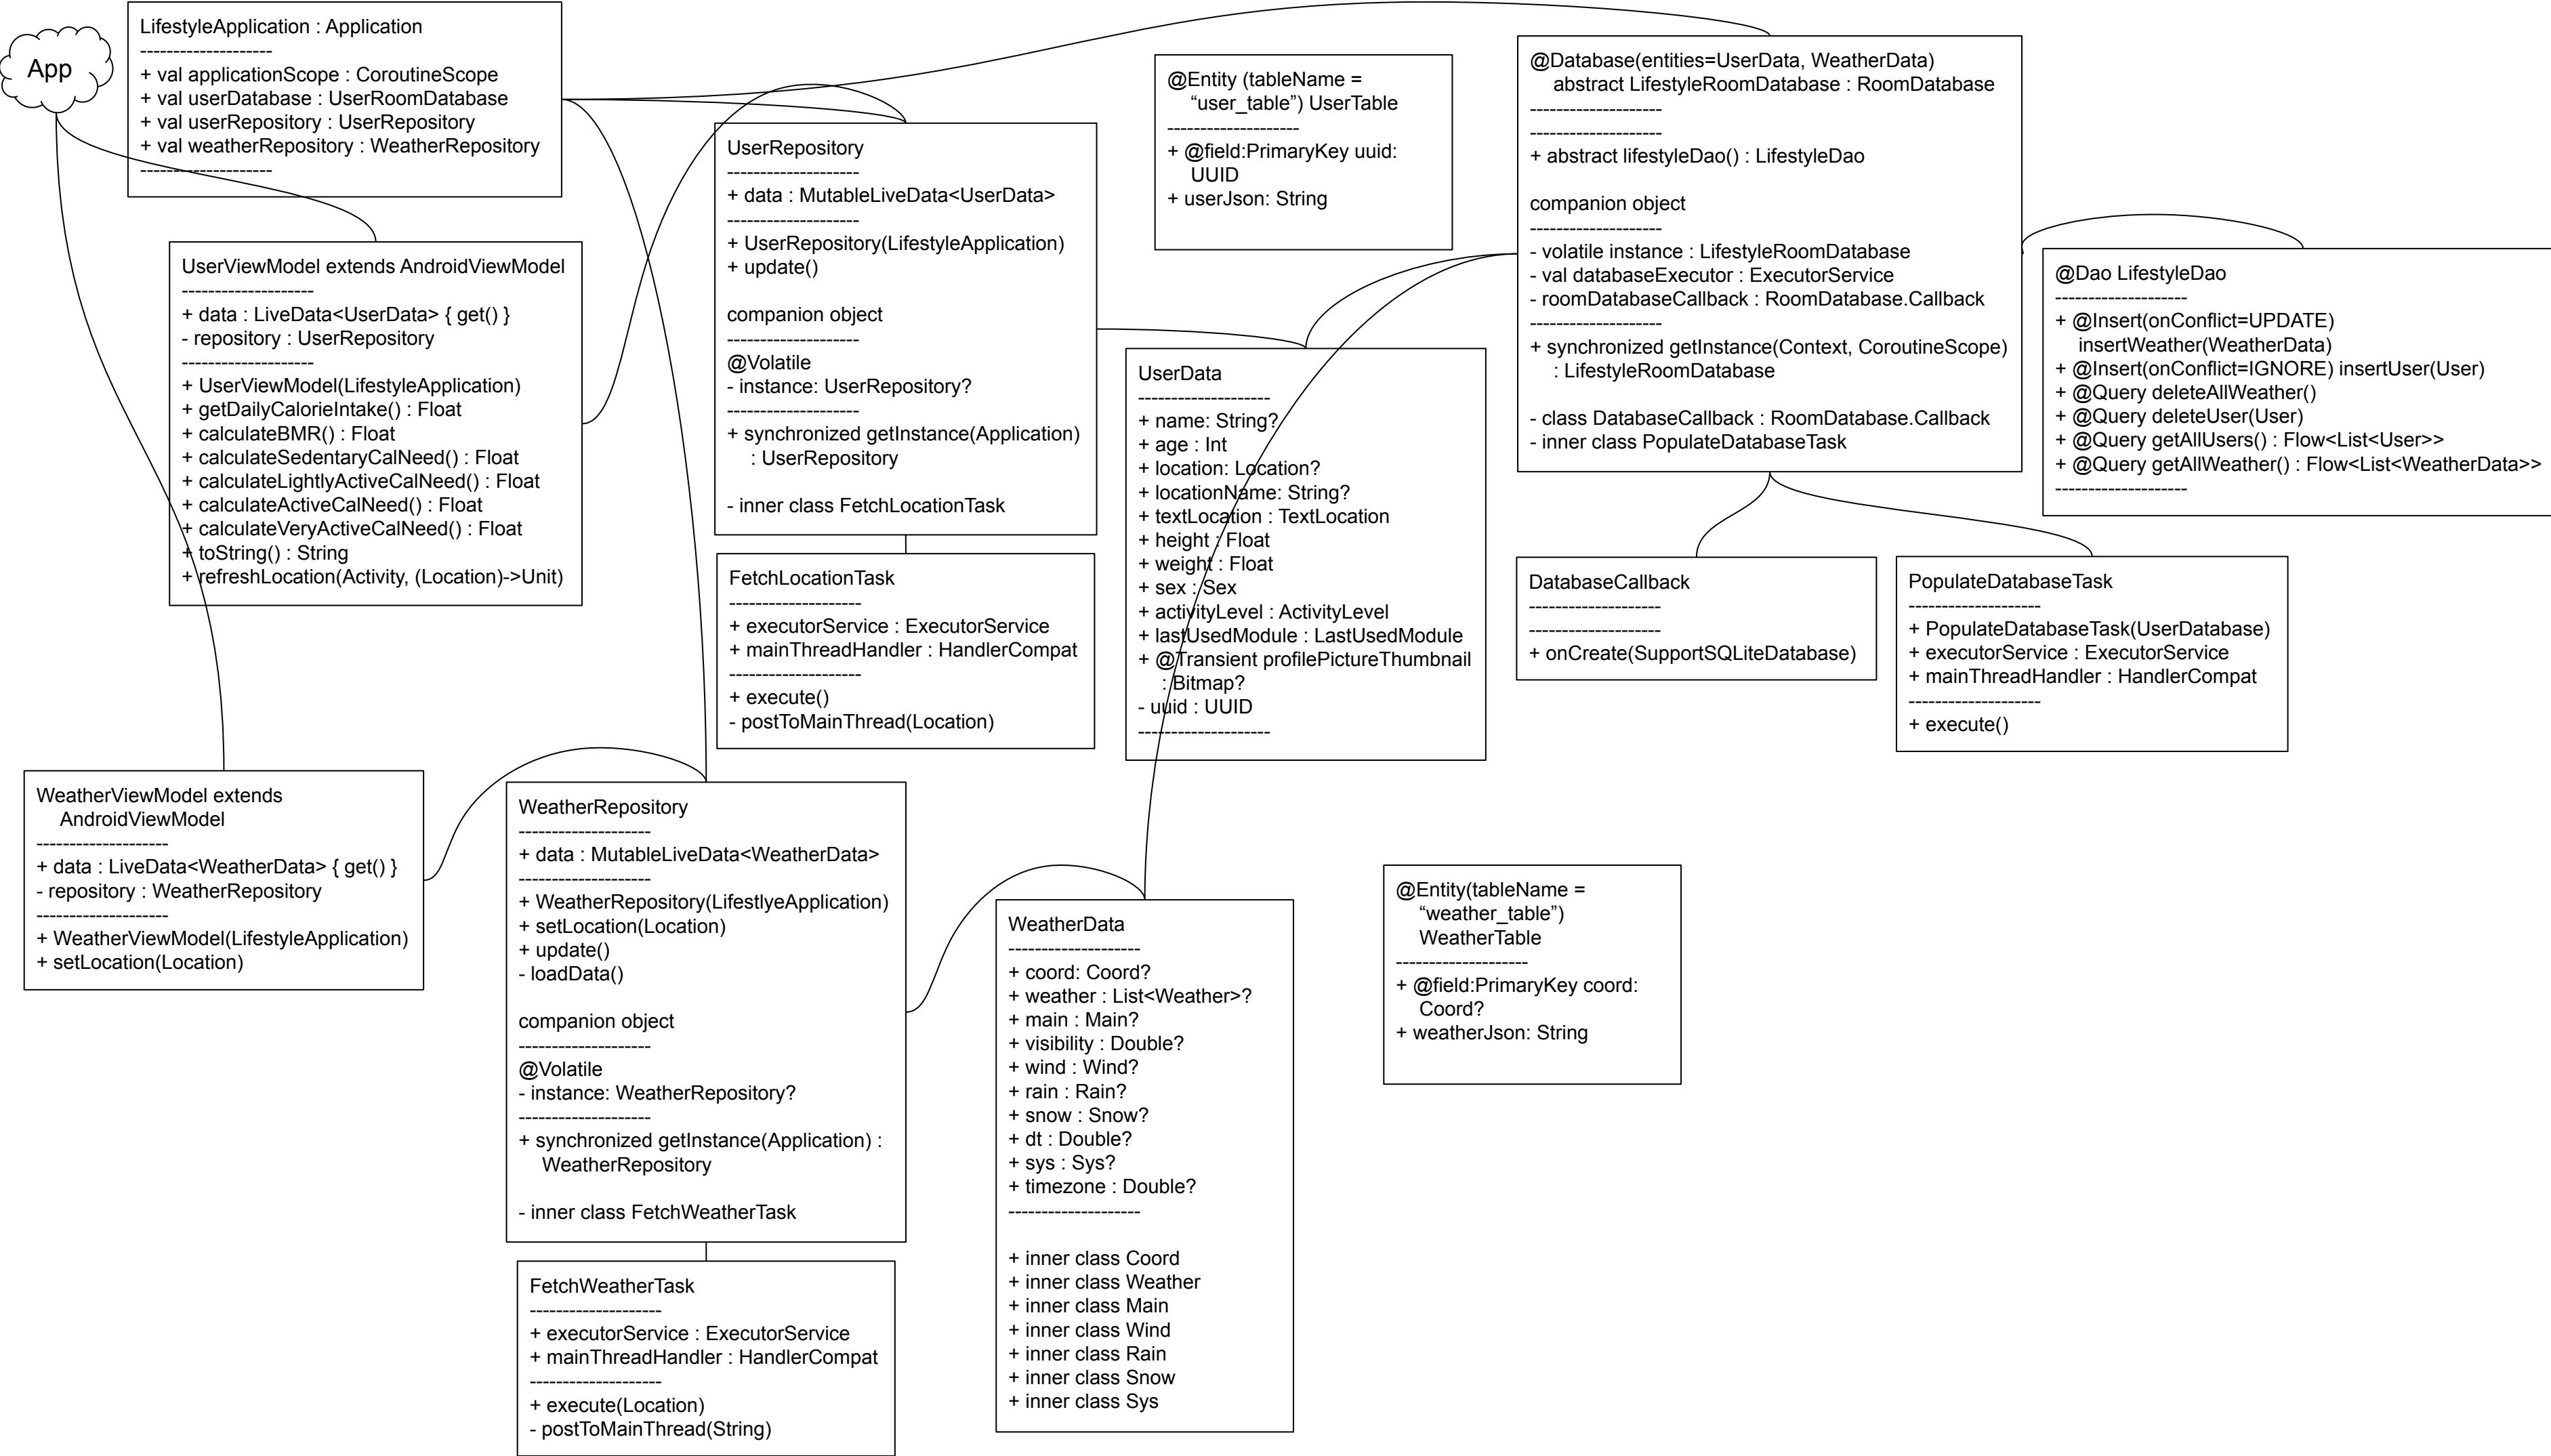 App
LifestyleApplication : Application
--------------------
+ val applicationScope : CoroutineScope
+ val userDatabase : UserRoomDatabase
+ val userRepository : UserRepository
+ val weatherRepository : WeatherRepository
--------------------
UserViewModel extends AndroidViewModel
--------------------
+ data : LiveData<UserData> { get() }
- repository : UserRepository
--------------------
+ UserViewModel(LifestyleApplication)
+ getDailyCalorieIntake() : Float
+ calculateBMR() : Float
+ calculateSedentaryCalNeed() : Float
+ calculateLightlyActiveCalNeed() : Float
+ calculateActiveCalNeed() : Float
+ calculateVeryActiveCalNeed() : Float
+ toString() : String
+ refreshLocation(Activity, (Location)->Unit)
UserRepository
--------------------
+ data : MutableLiveData<UserData>
--------------------
+ UserRepository(LifestyleApplication)
+ update()
companion object
--------------------
@Volatile
- instance: UserRepository?
--------------------
+ synchronized getInstance(Application)
: UserRepository
- inner class FetchLocationTask
FetchLocationTask
--------------------
+ executorService : ExecutorService
+ mainThreadHandler : HandlerCompat
--------------------
+ execute()
- postToMainThread(Location)
@Entity (tableName =
“user_table”) UserTable
--------------------
+ @field:PrimaryKey uuid:
UUID
+ userJson: String
UserData
--------------------
+ name: String?
+ age : Int
+ location: Location?
+ locationName: String?
+ textLocation : TextLocation
+ height : Float
+ weight : Float
+ sex : Sex
+ activityLevel : ActivityLevel
+ lastUsedModule : LastUsedModule
+ @Transient profilePictureThumbnail
: Bitmap?
- uuid : UUID
--------------------
@Database(entities=UserData, WeatherData)
abstract LifestyleRoomDatabase : RoomDatabase
--------------------
--------------------
+ abstract lifestyleDao() : LifestyleDao
companion object
--------------------
- volatile instance : LifestyleRoomDatabase
- val databaseExecutor : ExecutorService
- roomDatabaseCallback : RoomDatabase.Callback
--------------------
+ synchronized getInstance(Context, CoroutineScope)
: LifestyleRoomDatabase
- class DatabaseCallback : RoomDatabase.Callback
- inner class PopulateDatabaseTask
@Dao LifestyleDao
--------------------
+ @Insert(onConflict=UPDATE)
insertWeather(WeatherData)
+ @Insert(onConflict=IGNORE) insertUser(User)
+ @Query deleteAllWeather()
+ @Query deleteUser(User)
+ @Query getAllUsers() : Flow<List<User>>
+ @Query getAllWeather() : Flow<List<WeatherData>>
--------------------
DatabaseCallback
--------------------
--------------------
+ onCreate(SupportSQLiteDatabase)
PopulateDatabaseTask
--------------------
+ PopulateDatabaseTask(UserDatabase)
+ executorService : ExecutorService
+ mainThreadHandler : HandlerCompat
--------------------
+ execute()
WeatherViewModel extends
AndroidViewModel
--------------------
+ data : LiveData<WeatherData> { get() }
- repository : WeatherRepository
--------------------
+ WeatherViewModel(LifestyleApplication)
+ setLocation(Location)
WeatherRepository
--------------------
+ data : MutableLiveData<WeatherData>
--------------------
+ WeatherRepository(LifestlyeApplication)
+ setLocation(Location)
+ update()
- loadData()
companion object
--------------------
@Volatile
- instance: WeatherRepository?
--------------------
+ synchronized getInstance(Application) :
WeatherRepository
- inner class FetchWeatherTask
FetchWeatherTask
--------------------
+ executorService : ExecutorService
+ mainThreadHandler : HandlerCompat
--------------------
+ execute(Location)
- postToMainThread(String)
WeatherData
--------------------
+ coord: Coord?
+ weather : List<Weather>?
+ main : Main?
+ visibility : Double?
+ wind : Wind?
+ rain : Rain?
+ snow : Snow?
+ dt : Double?
+ sys : Sys?
+ timezone : Double?
--------------------
+ inner class Coord
+ inner class Weather
+ inner class Main
+ inner class Wind
+ inner class Rain
+ inner class Snow
+ inner class Sys
@Entity(tableName =
“weather_table”)
WeatherTable
--------------------
+ @field:PrimaryKey coord:
Coord?
+ weatherJson: String